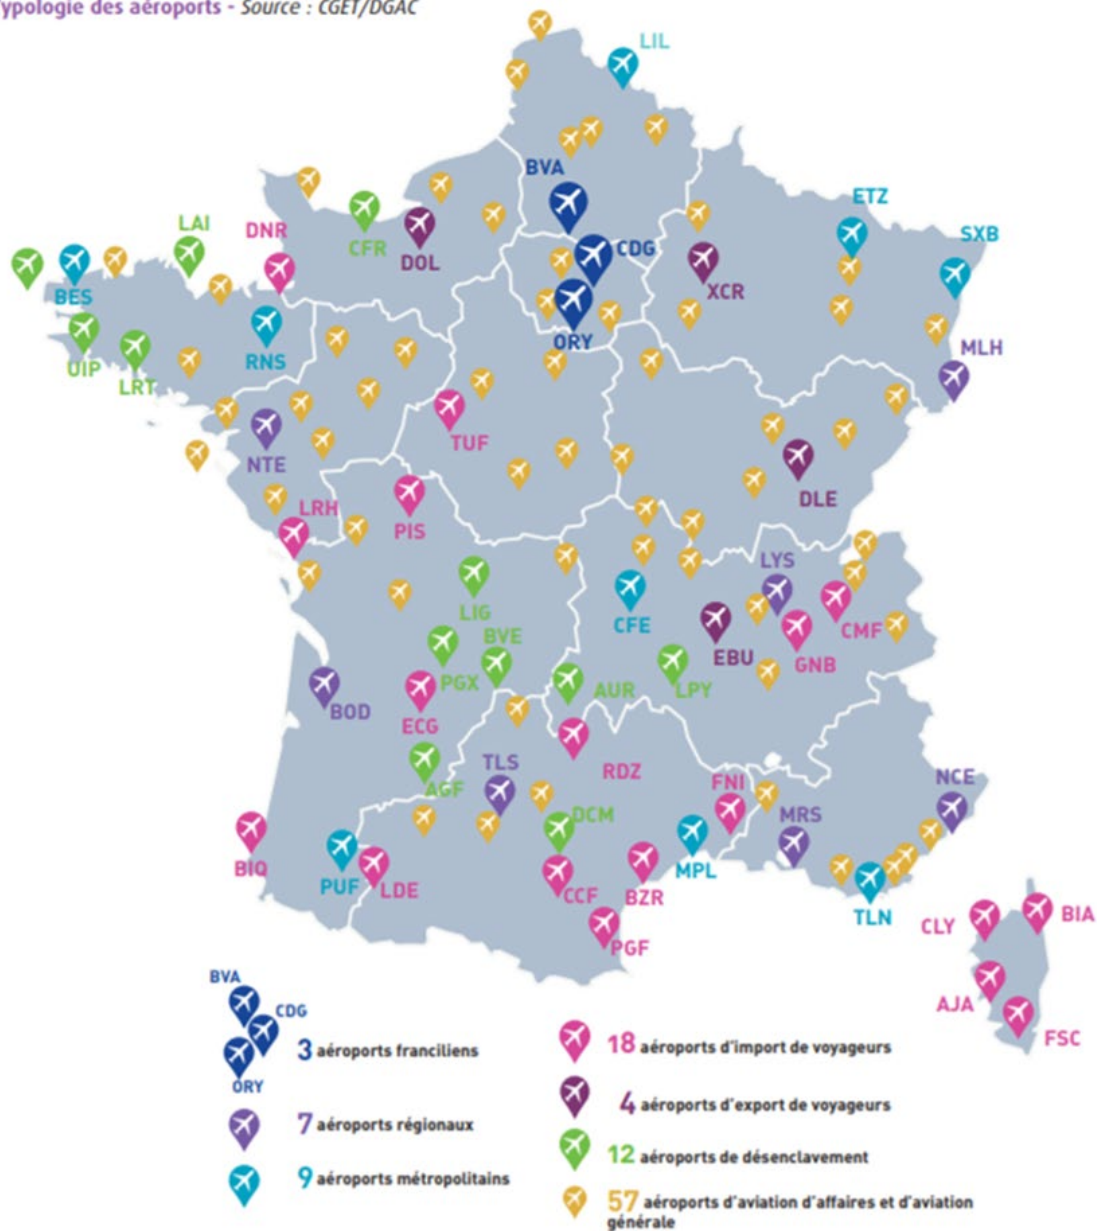 ypologie des aéroports - Source : CGET/DGAC
LIL
BVA
ETZ
LAI
DNR
SXB
CFR
CDG
DOL
XCR
BES
ORY
MLH
UIP
RNS
LRT
TUF
NTE
DLE
LRH
PIS
LYS
LIG
CFE
CMF
BVE
EBU
GNB
PGX
AUR
LPY
BOD
ECG
TLS
RDZ
NCE
FNI
AGF
DCM
MRS
BIQ
MPL
PUF
LDE
CCF
BZR
TLN
CLY
BIA
PGF
AJA
FSC
BVA
CDG
ORY
3 aéroports franciliens
7 aéroports régionaux
9 aéroports métropolitains
18 aéroports d'import de voyageurs
4 aéroports d'export de voyageurs
12 aéroports de désenclavement
57 aéroports d'aviation d'affaires et d'aviation
générale